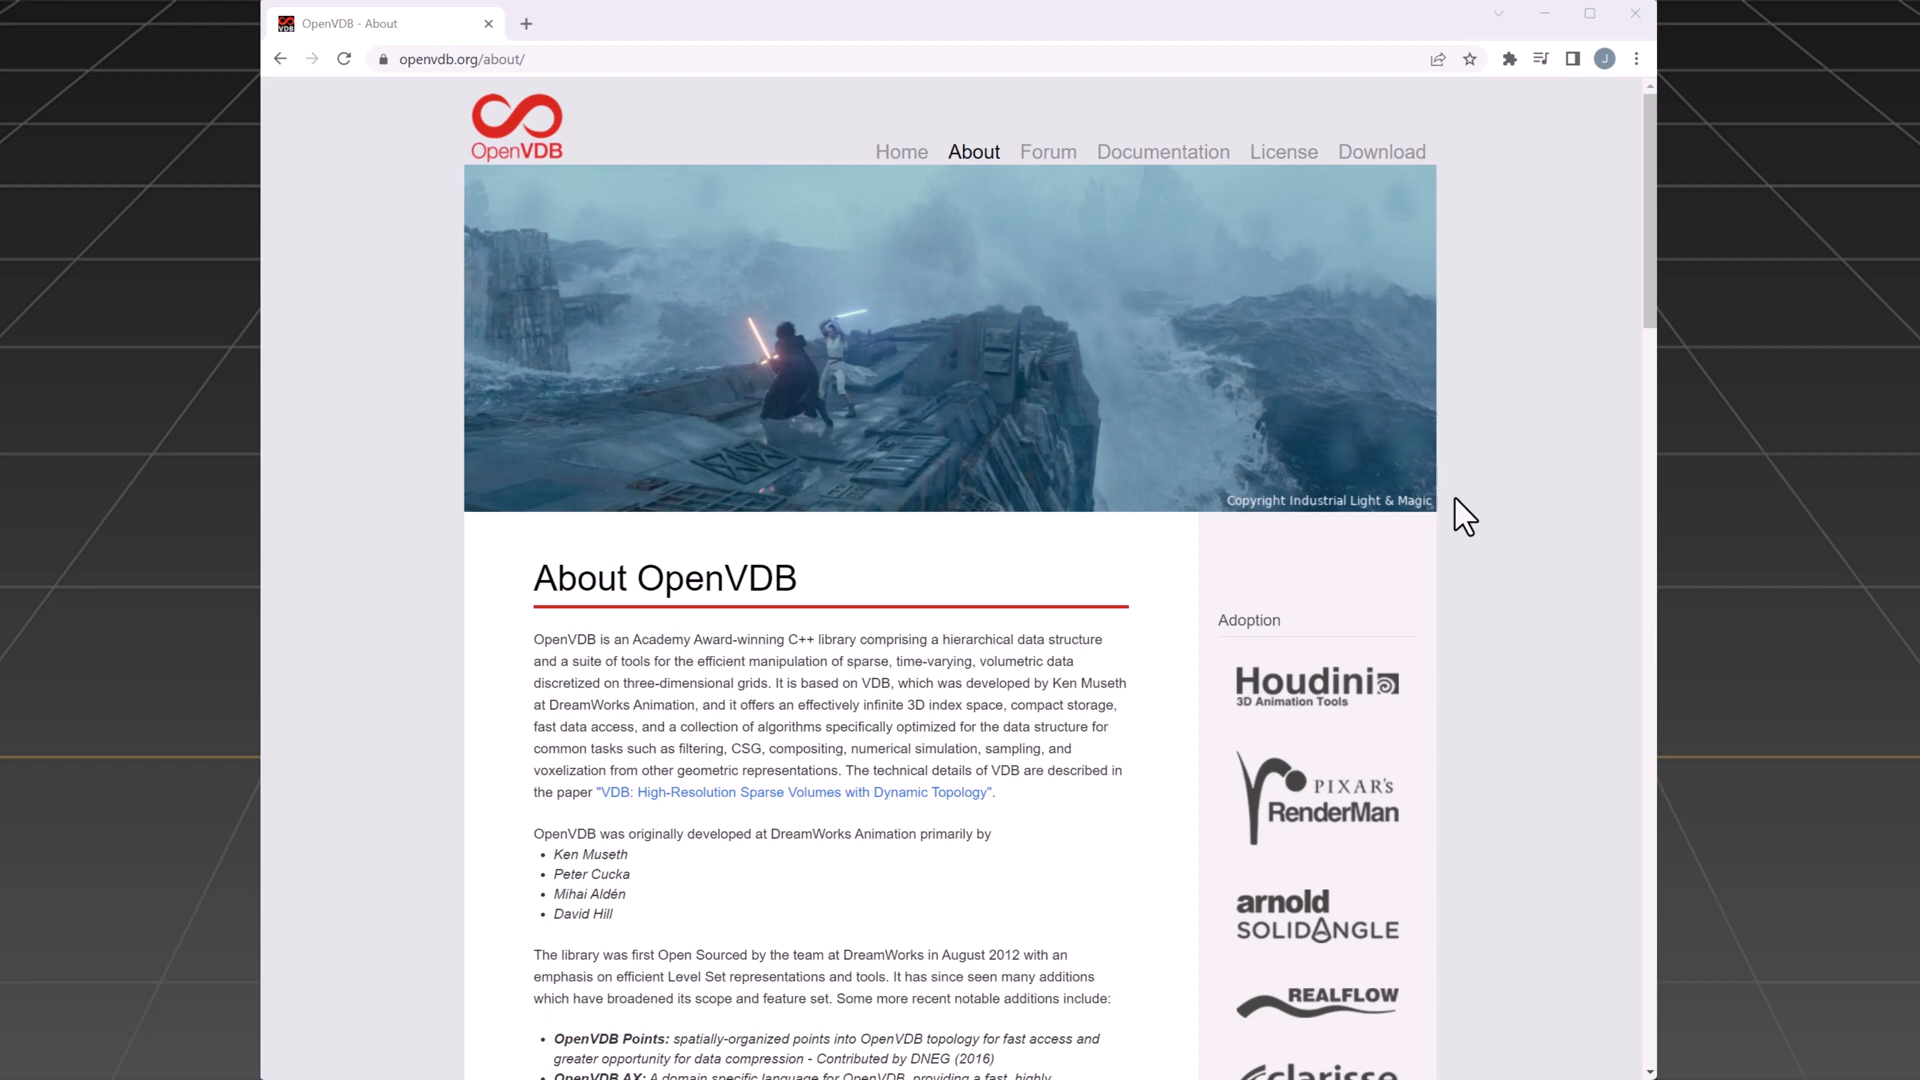 OpenVDB - About
openvdb.org/about/
J
OpenVDB
Home About Forum Documentation License Download
Copyright Industrial Light & Magic
About OpenVDB
OpenVDB is an Academy Award-winning C++ library comprising a hierarchical data structure
and a suite of tools for the efficient manipulation of sparse, time-varying, volumetric data
discretized on three-dimensional grids. It is based on VDB, which was developed by Ken Museth
at DreamWorks Animation, and it offers an effectively infinite 3D index space, compact storage,
fast data access, and a collection of algorithms specifically optimized for the data structure for
common tasks such as filtering, CSG, compositing, numerical simulation, sampling, and
voxelization from other geometric representations. The technical details of VDB are described in
the paper "VDB: High-Resolution Sparse Volumes with Dynamic Topology".
OpenVDB was originally developed at DreamWorks Animation primarily by
• Ken Museth
• Peter Cucka
• Mihai Aldén
• David Hill
The library was first Open Sourced by the team at DreamWorks in August 2012 with an
emphasis on efficient Level Set representations and tools. It has since seen many additions
which have broadened its scope and feature set. Some more recent notable additions include:
• OpenVDB Points: spatially-organized points into OpenVDB topology for fast access and
greater opportunity for data compression - Contributed by DNEG (2016)
• OpenVDB AX: A domain specific language for OpenVDB, providing a fast, highly
Adoption
Houdini
3D Animation Tools
PIXAR'S
RenderMan
arnold
SOLIDANGLE
REALFLOW
clarisse